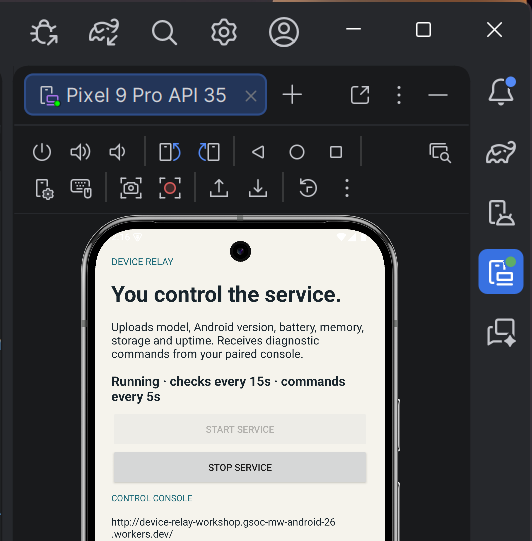 Pixel 9 Pro API 35
DEVICE RELAY
You control the service.
Uploads model, Android version, battery, memory,
storage and uptime. Receives diagnostic
commands from your paired console.
Running · checks every 15s · commands
every 5s
START SERVICE
STOP SERVICE
CONTROL CONSOLE
http://device-relay-workshop.gsoc-mw-android-26
.workers.dev/